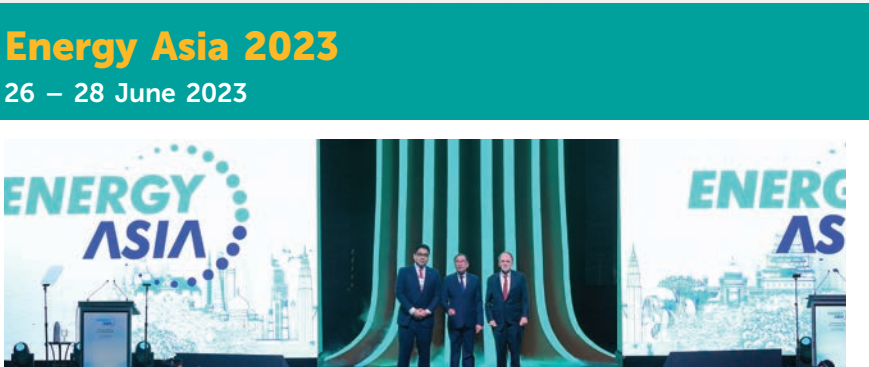 Energy Asia 2023
26 – 28 June 2023
ENERGY
ASIA
ENERG
AS